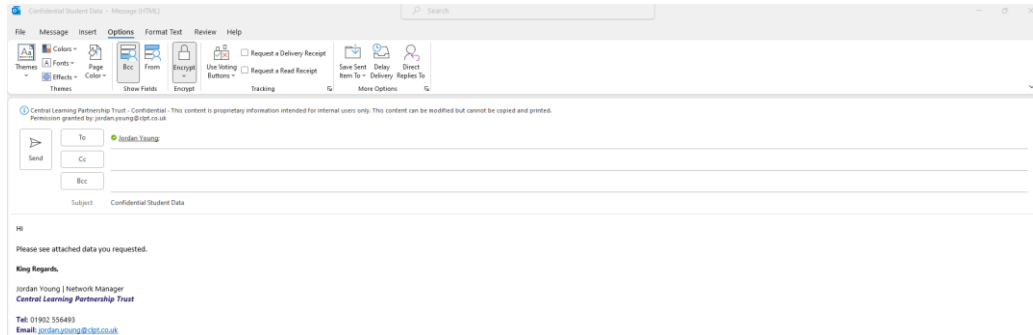 Confidential Student Data - Message (HTML)
Search
File Message Insert Options Format Text Review Help
Themes
Colors
Fonts
Effects
Page Color
Themes
Bcc
From
Show Fields
Encrypt
Encrypt
Use Voting Buttons
Request a Delivery Receipt
Request a Read Receipt
Tracking
Save Sent Item To
Delay Delivery
Direct Replies To
More Options
Central Learning Partnership Trust - Confidential - This content is proprietary information intended for internal users only. This content can be modified but cannot be copied and printed.
Permission granted by: jordan.young@clpt.co.uk
Send
To Jordan Young;
Cc
Bcc
Subject Confidential Student Data
Hi
Please see attached data you requested.
King Regards,
Jordan Young | Network Manager
Central Learning Partnership Trust
Tel: 01902 556493
Email: jordan.young@clpt.co.uk